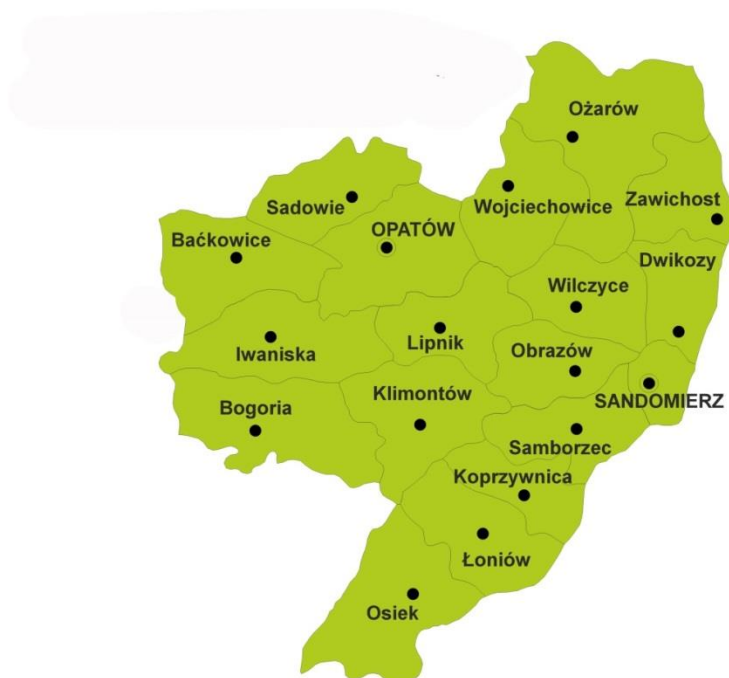 Ożarów
Zawichost
Sadowie
Wojciechowice
OPATÓW
Baćkowice
Dwikozy
Wilczyce
Lipnik
Iwaniska
Obrazów
Klimontów
SANDOMIERZ
Bogoria
Samborzec
Koprzywnica
Łoniów
Osiek